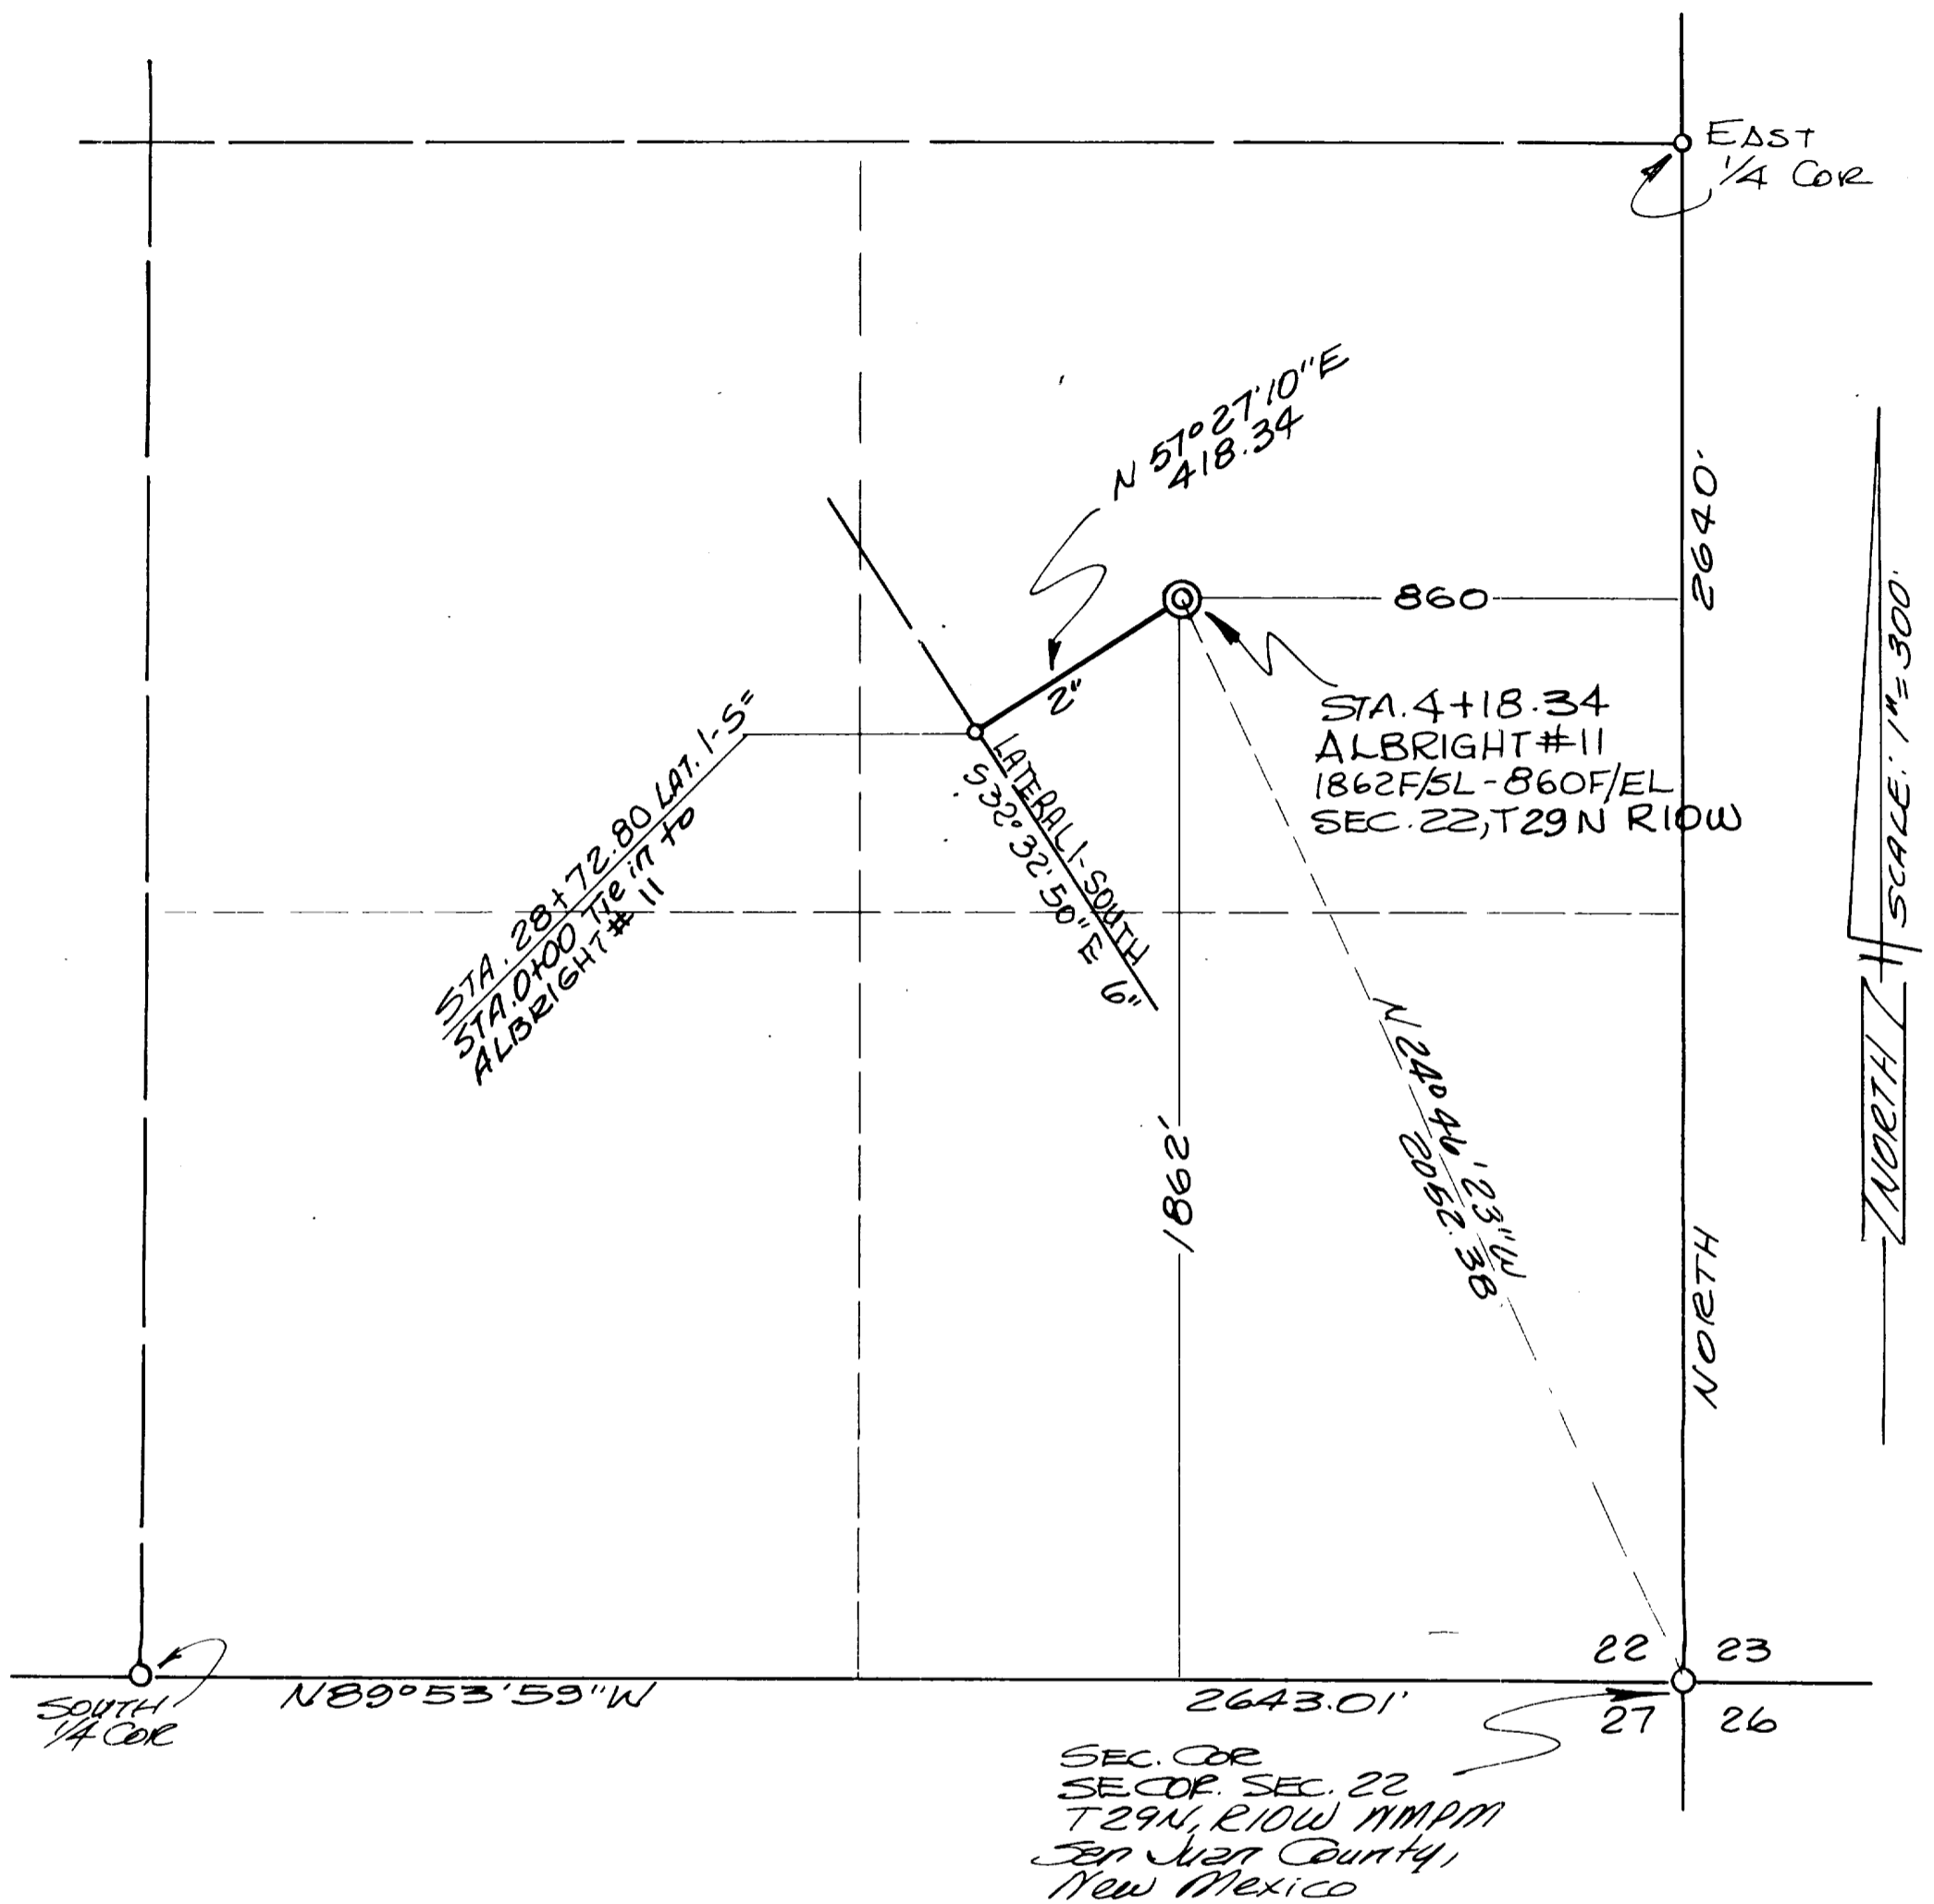 EAST
1/4 COR
N 57° 27' 10" E
418.34
2640'
860
2"
STA. 4+18.34
ALBRIGHT #11
1862F/SL - 860F/EL
SEC. 22, T29N R10W
SCALE: 1" = 300'
NORTH
STA. 28+72.80 LAT. 1-S=
STA. 0+00 Tie in to
ALBRIGHT # 11
LATERAL 1-SOUTH
S 32° 32' 50" E 6"
1862'
N 24° 46' 23" W
2052.38
NORTH
22 23
27 26
SOUTH
1/4 COR
N89°53'59"W
2643.01'
SEC. COR
SE COR. SEC. 22
T29N, R10W NMPM
San Juan County,
New Mexico